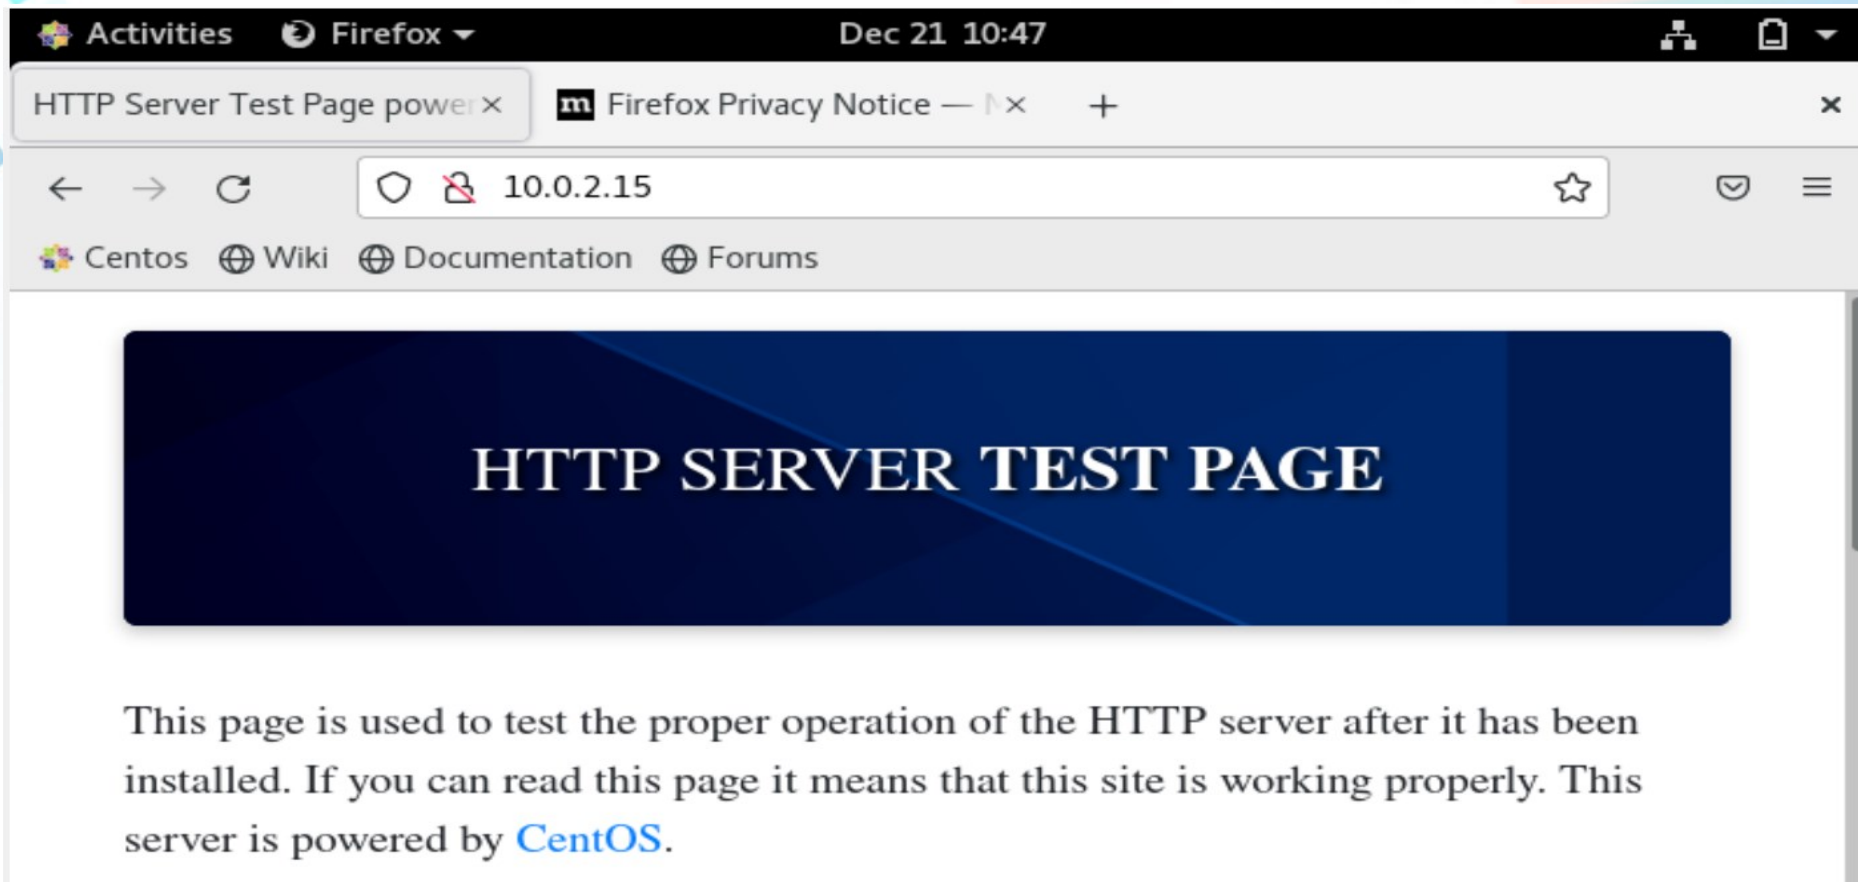 Activities Firefox Dec 21 10:47
HTTP Server Test Page power m Firefox Privacy Notice —
10.0.2.15
Centos Wiki Documentation Forums
HTTP SERVER TEST PAGE
This page is used to test the proper operation of the HTTP server after it has been
installed. If you can read this page it means that this site is working properly. This
server is powered by CentOS.